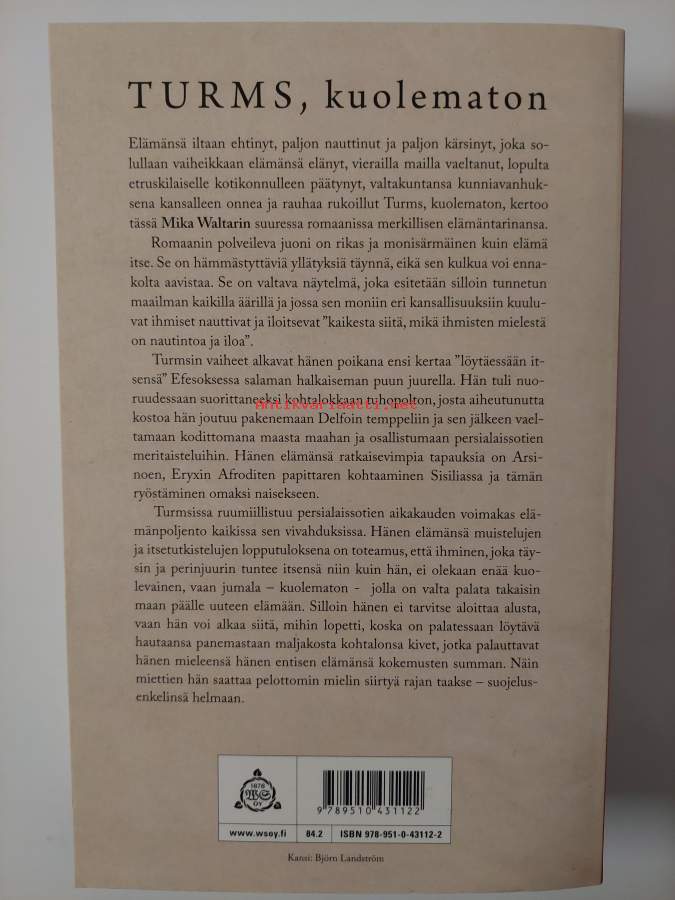 TURMS, kuolematon
Elämänsä iltaan ehtinyt, paljon nauttinut ja paljon kärsinyt, joka so-
lullaan vaiheikkaan elämänsä elänyt, vierailla mailla vaeltanut, lopulta
etruskilaiselle kotikonnulleen päätynyt, valtakuntansa kunniavanhuk-
sena kansalleen onnea ja rauhaa rukoillut Turms, kuolematon, kertoo
tässä Mika Waltarin suuressa romaanissa merkillisen elämäntarinansa.
Romaanin polveileva juoni on rikas ja monisärmäinen kuin elämä
itse. Se on hämmästyttäviä yllätyksiä täynnä, eikä sen kulkua voi enna-
kolta aavistaa. Se on valtava näytelmä, joka esitetään silloin tunnetun
maailman kaikilla äärillä ja jossa sen moniin eri kansallisuuksiin kuulu-
vat ihmiset nauttivat ja iloitsevat ”kaikesta siitä, mikä ihmisten mielestä
on nautintoa ja iloa”.
Turmsin vaiheet alkavat hänen poikana ensi kertaa ”löytäessään it-
sensä” Efesoksessa salaman halkaiseman puun juurella. Hän tuli nuo-
ruudessaan suorittaneeksi kohtalokkaan tuhopolton, josta aiheutunutta
Antikvariaatti.net
kostoa hän joutuu pakenemaan Delfoin temppeliin ja sen jälkeen vael-
tamaan kodittomana maasta maahan ja osallistumaan persialaissotien
meritaisteluihin. Hänen elämänsä ratkaisevimpia tapauksia on Arsi-
noen, Eryxin Afroditen papittaren kohtaaminen Sisiliassa ja tämän
ryöstäminen omaksi naisekseen.
Turmsissa ruumiillistuu persialaissotien aikakauden voimakas elä-
mänpoljento kaikissa sen vivahduksissa. Hänen elämänsä muistelujen
ja itsetutkistelujen lopputuloksena on toteamus, että ihminen, joka täy-
sin ja perinjuurin tuntee itsensä niin kuin hän, ei olekaan enää kuo-
levainen, vaan jumala – kuolematon - jolla on valta palata takaisin
maan päälle uuteen elämään. Silloin hänen ei tarvitse aloittaa alusta,
vaan hän voi alkaa siitä, mihin lopetti, koska on palatessaan löytävä
hautaansa panemastaan maljakosta kohtalonsa kivet, jotka palauttavat
hänen mieleensä hänen entisen elämänsä kokemusten summan. Näin
miettien hän saattaa pelottomin mielin siirtyä rajan taakse – suojelus-
enkelinsä helmaan.
1878
WS
OY
9 789510 431122
www.wsoy.fi 84.2 ISBN 978-951-0-43112-2
Kansi: Björn Landström